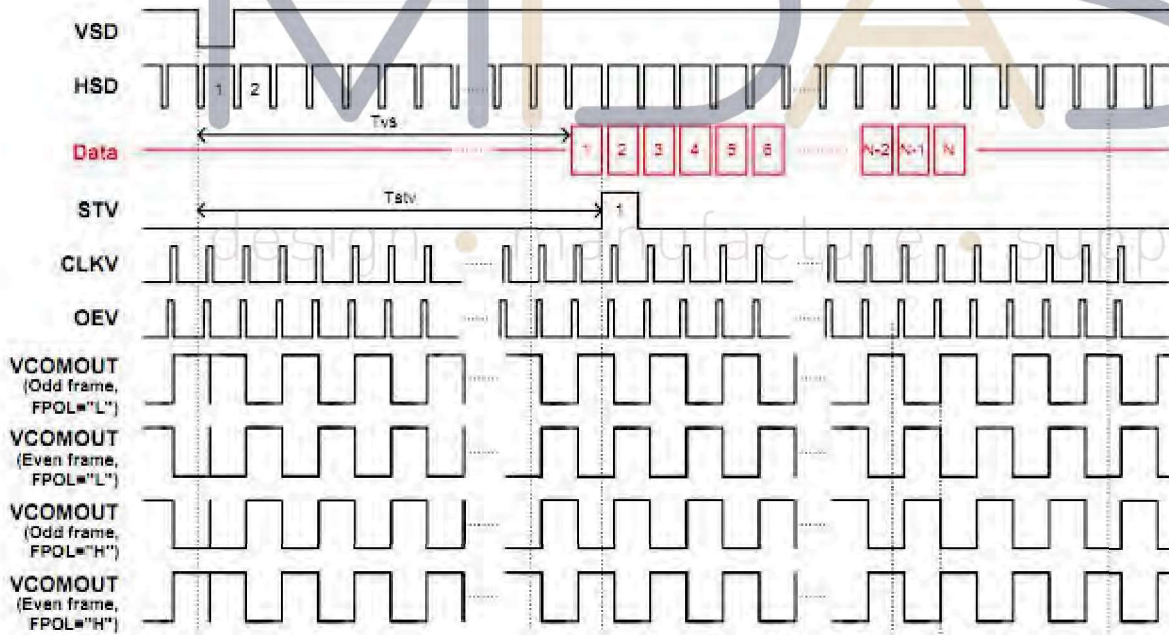 VSD
HSD 1 2
Tvs
Data 1 2 3 4 5 6 N-2 N-1 N
Tstv
STV 1
design • manufacture • supp
CLKV
OEV
VCOMOUT
(Odd frame,
FPOL="L")
VCOMOUT
(Even frame,
FPOL="L")
VCOMOUT
(Odd frame,
FPOL="H")
VCOMOUT
(Even frame,
FPOL="H")